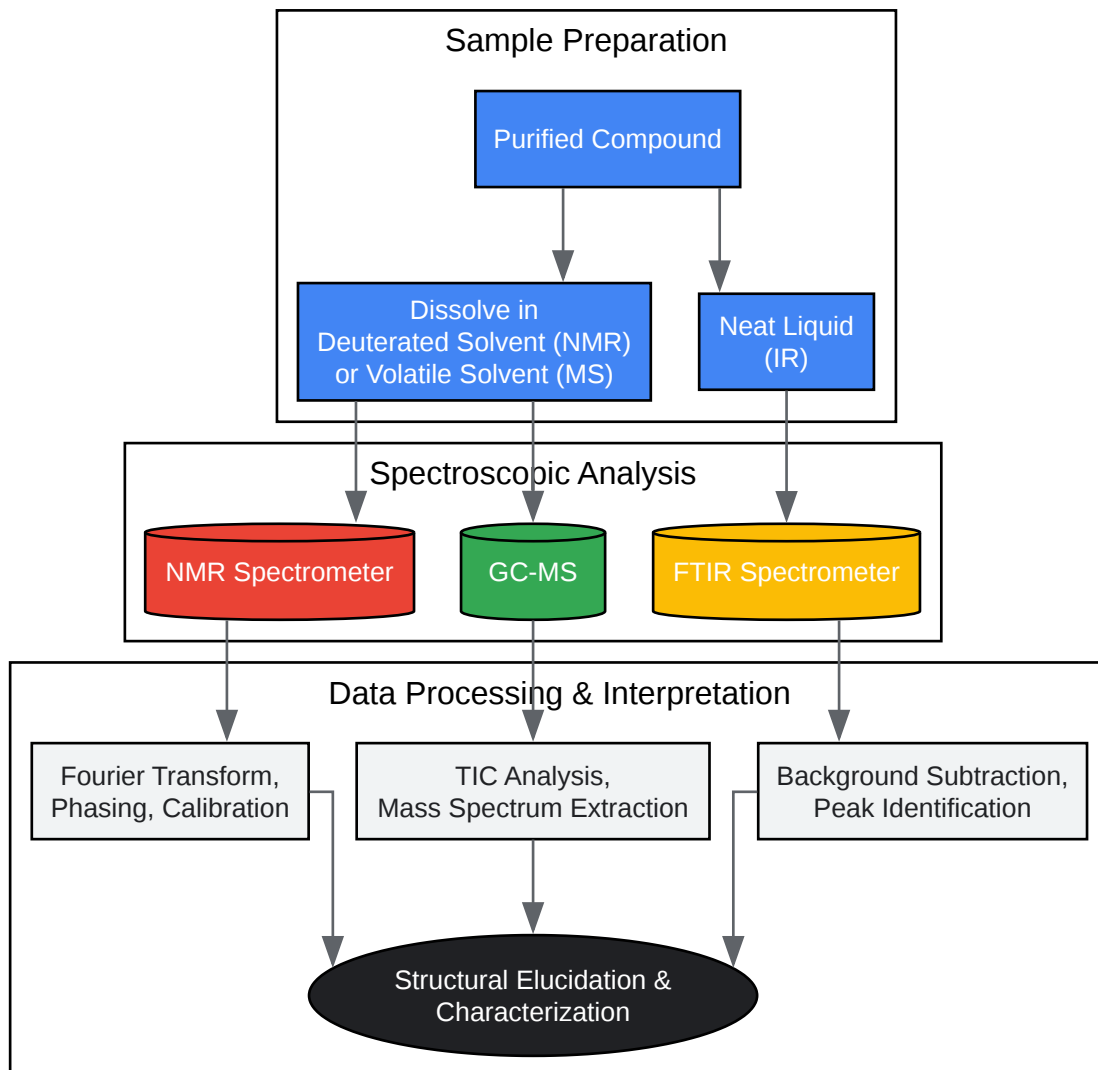 Sample Preparation
Purified Compound
Dissolve in
Deuterated Solvent (NMR)
or Volatile Solvent (MS)
Neat Liquid
(IR)
Spectroscopic Analysis
NMR Spectrometer
GC-MS
FTIR Spectrometer
Data Processing & Interpretation
Fourier Transform,
Phasing, Calibration
TIC Analysis,
Mass Spectrum Extraction
Background Subtraction,
Peak Identification
Structural Elucidation &
Characterization